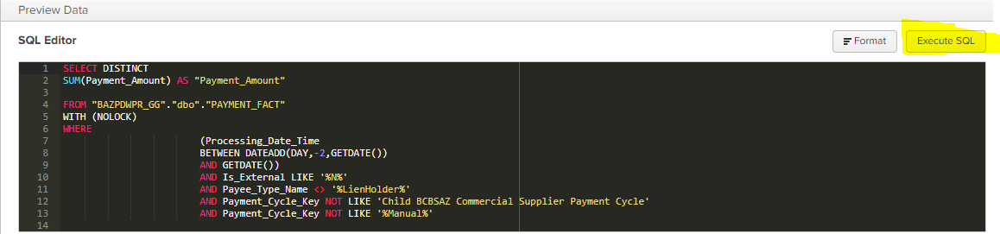 Preview Data
SQL Editor
Format
Execute SQL
1 SELECT DISTINCT
2 SUM(Payment_Amount) AS "Payment_Amount"
3
4 FROM "BAZPDWPR_GG"."dbo"."PAYMENT_FACT"
5 WITH (NOLOCK)
6 WHERE
7 (Processing_Date_Time
8 BETWEEN DATEADD(DAY,-2,GETDATE())
9 AND GETDATE())
10 AND Is_External LIKE '%N%'
11 AND Payee_Type_Name <> '%LienHolder%'
12 AND Payment_Cycle_Key NOT LIKE 'Child BCBSAZ Commercial Supplier Payment Cycle'
13 AND Payment_Cycle_Key NOT LIKE '%Manual%'
14